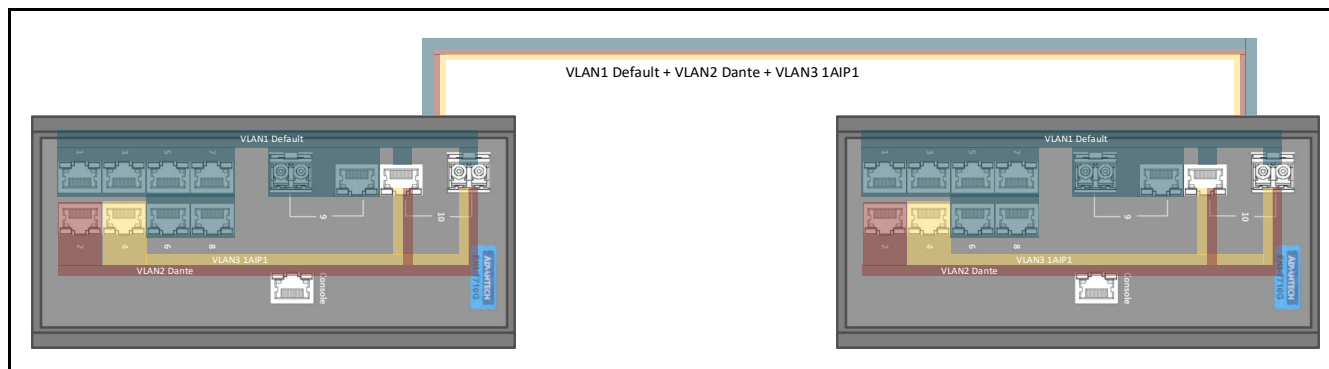 VLAN1 Default + VLAN2 Dante + VLAN3 1AIP1
VLAN1 Default
1
3
5
7
9
10
2
4
6
8
VLAN3 1AIP1
VLAN2 Dante
Console
ADVANTECH
VLAN1 Default
1
3
5
7
9
10
2
4
6
8
VLAN3 1AIP1
VLAN2 Dante
Console
ADVANTECH